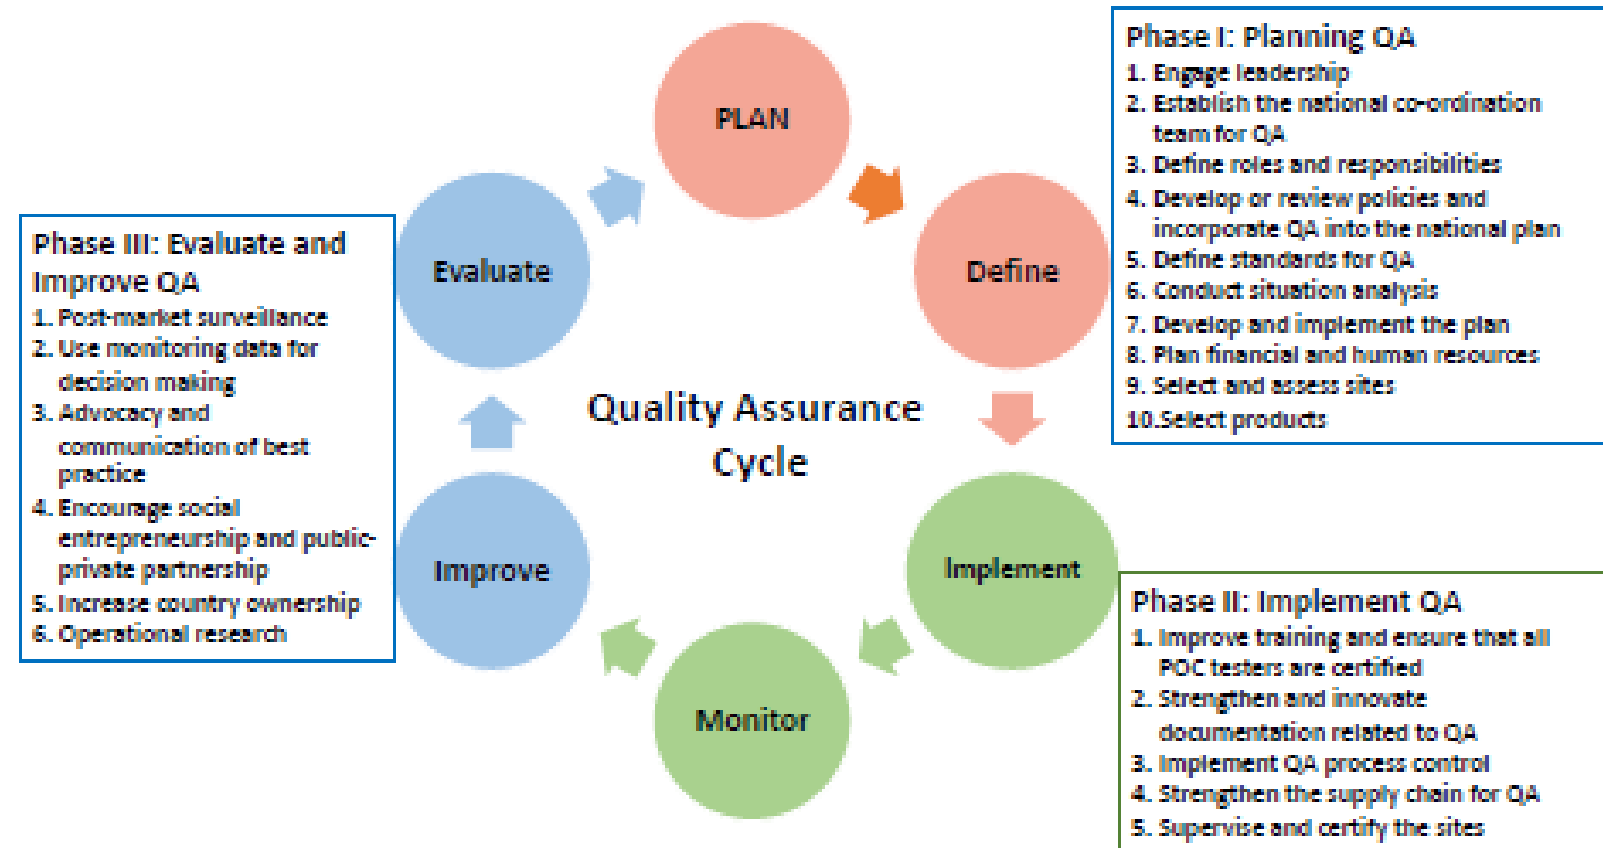 PLAN
Define
Implement
Monitor
Improve
Evaluate
Quality Assurance
Cycle
Phase I: Planning QA
1. Engage leadership
2. Establish the national co-ordination
team for QA
3. Define roles and responsibilities
4. Develop or review policies and
incorporate QA into the national plan
5. Define standards for QA
6. Conduct situation analysis
7. Develop and implement the plan
8. Plan financial and human resources
9. Select and assess sites
10.Select products
Phase II: Implement QA
1. Improve training and ensure that all
POC testers are certified
2. Strengthen and innovate
documentation related to QA
3. Implement QA process control
4. Strengthen the supply chain for QA
5. Supervise and certify the sites
Phase III: Evaluate and
Improve QA
1. Post-market surveillance
2. Use monitoring data for
decision making
3. Advocacy and
communication of best
practice
4. Encourage social
entrepreneurship and public-
private partnership
5. Increase country ownership
6. Operational research